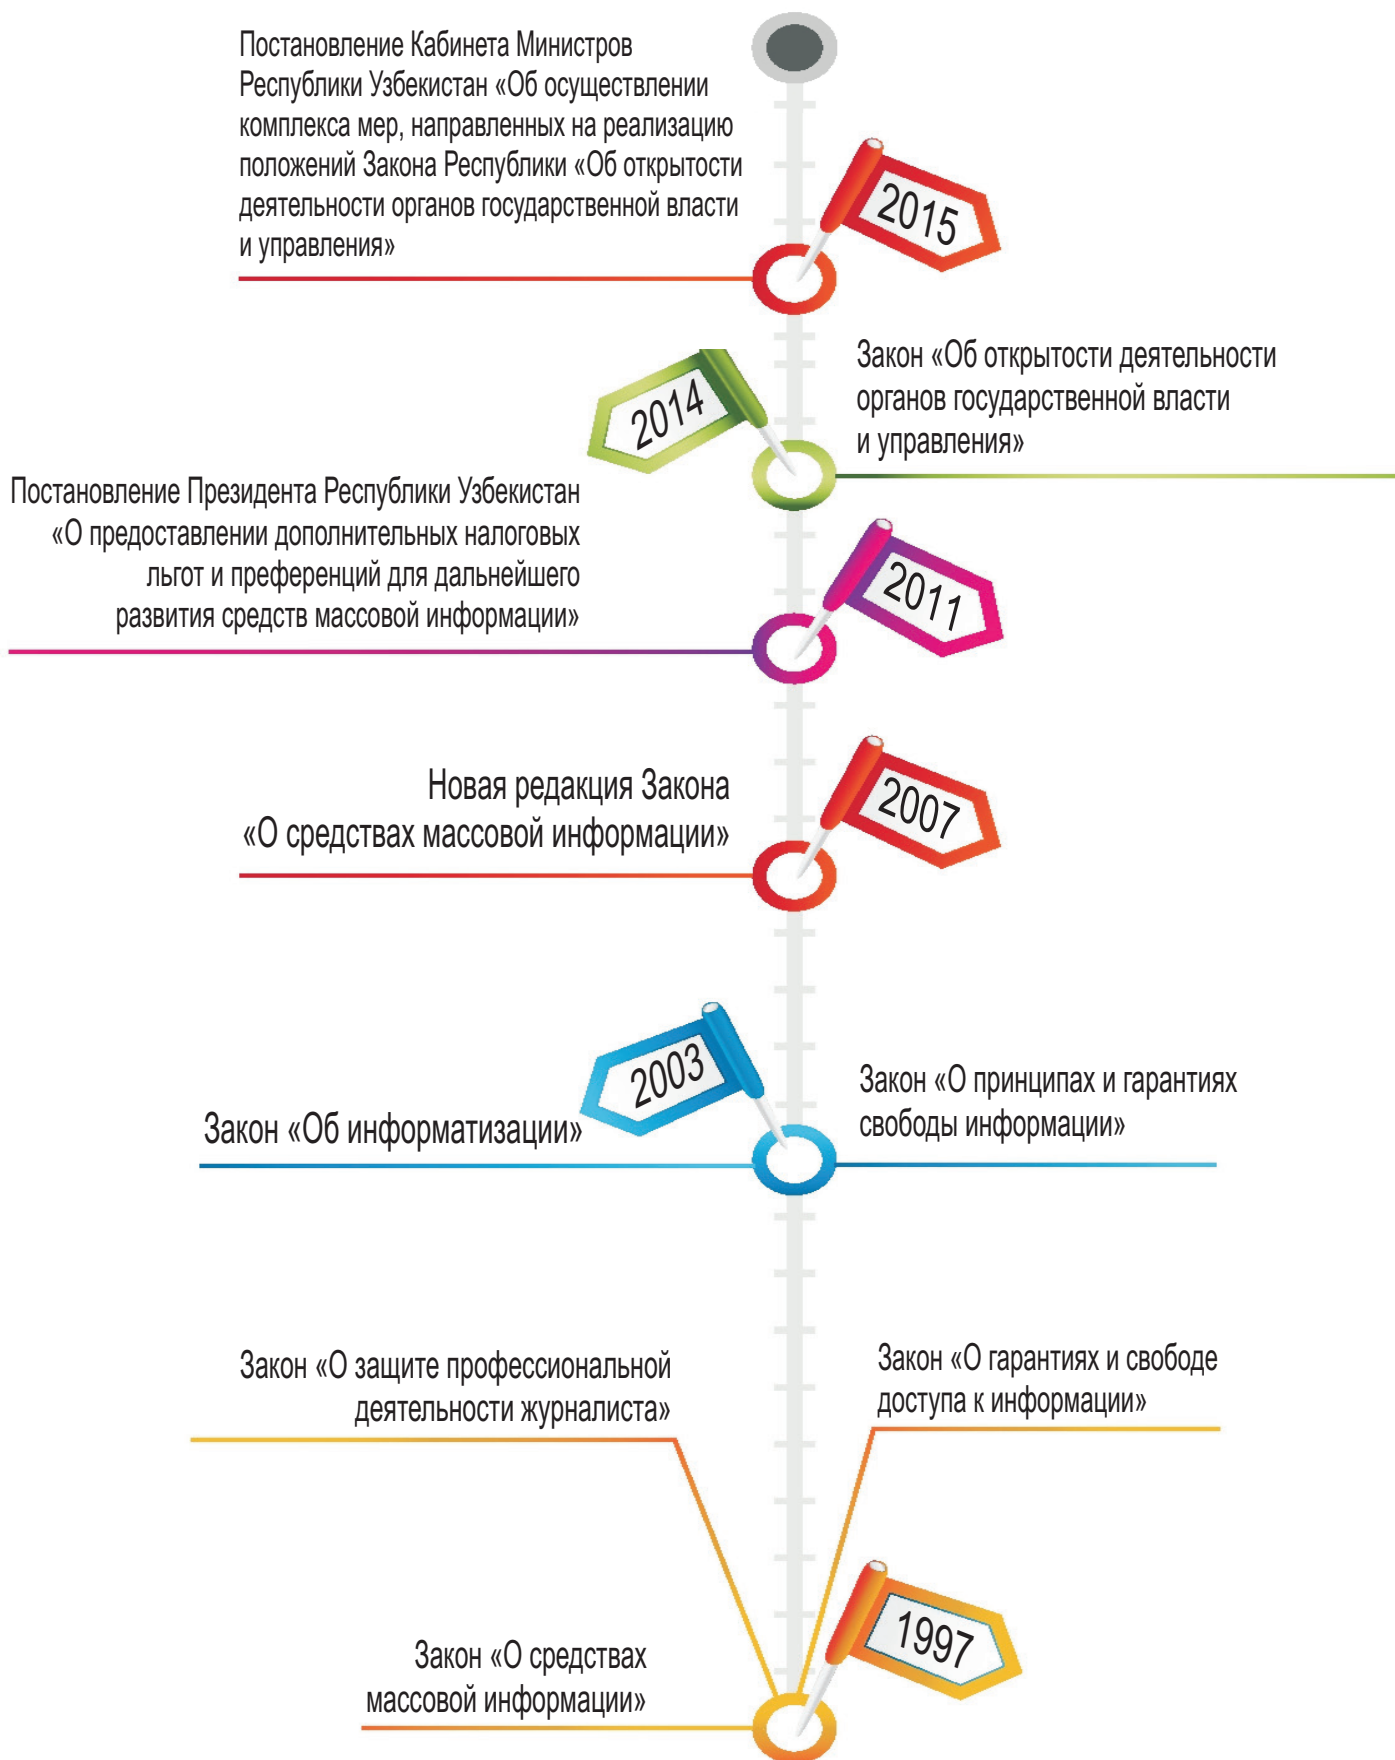 Постановление Кабинета Министров
Республики Узбекистан «Об осуществлении
комплекса мер, направленных на реализацию
положений Закона Республики «Об открытости
деятельности органов государственной власти
и управления»
2015
2014
Закон «Об открытости деятельности
органов государственной власти
и управления»
Постановление Президента Республики Узбекистан
«О предоставлении дополнительных налоговых
льгот и преференций для дальнейшего
развития средств массовой информации»
2011
Новая редакция Закона
«О средствах массовой информации»
2007
2003
Закон «Об информатизации»
Закон «О принципах и гарантиях
свободы информации»
Закон «О защите профессиональной
деятельности журналиста»
Закон «О гарантиях и свободе
доступа к информации»
1997
Закон «О средствах
массовой информации»